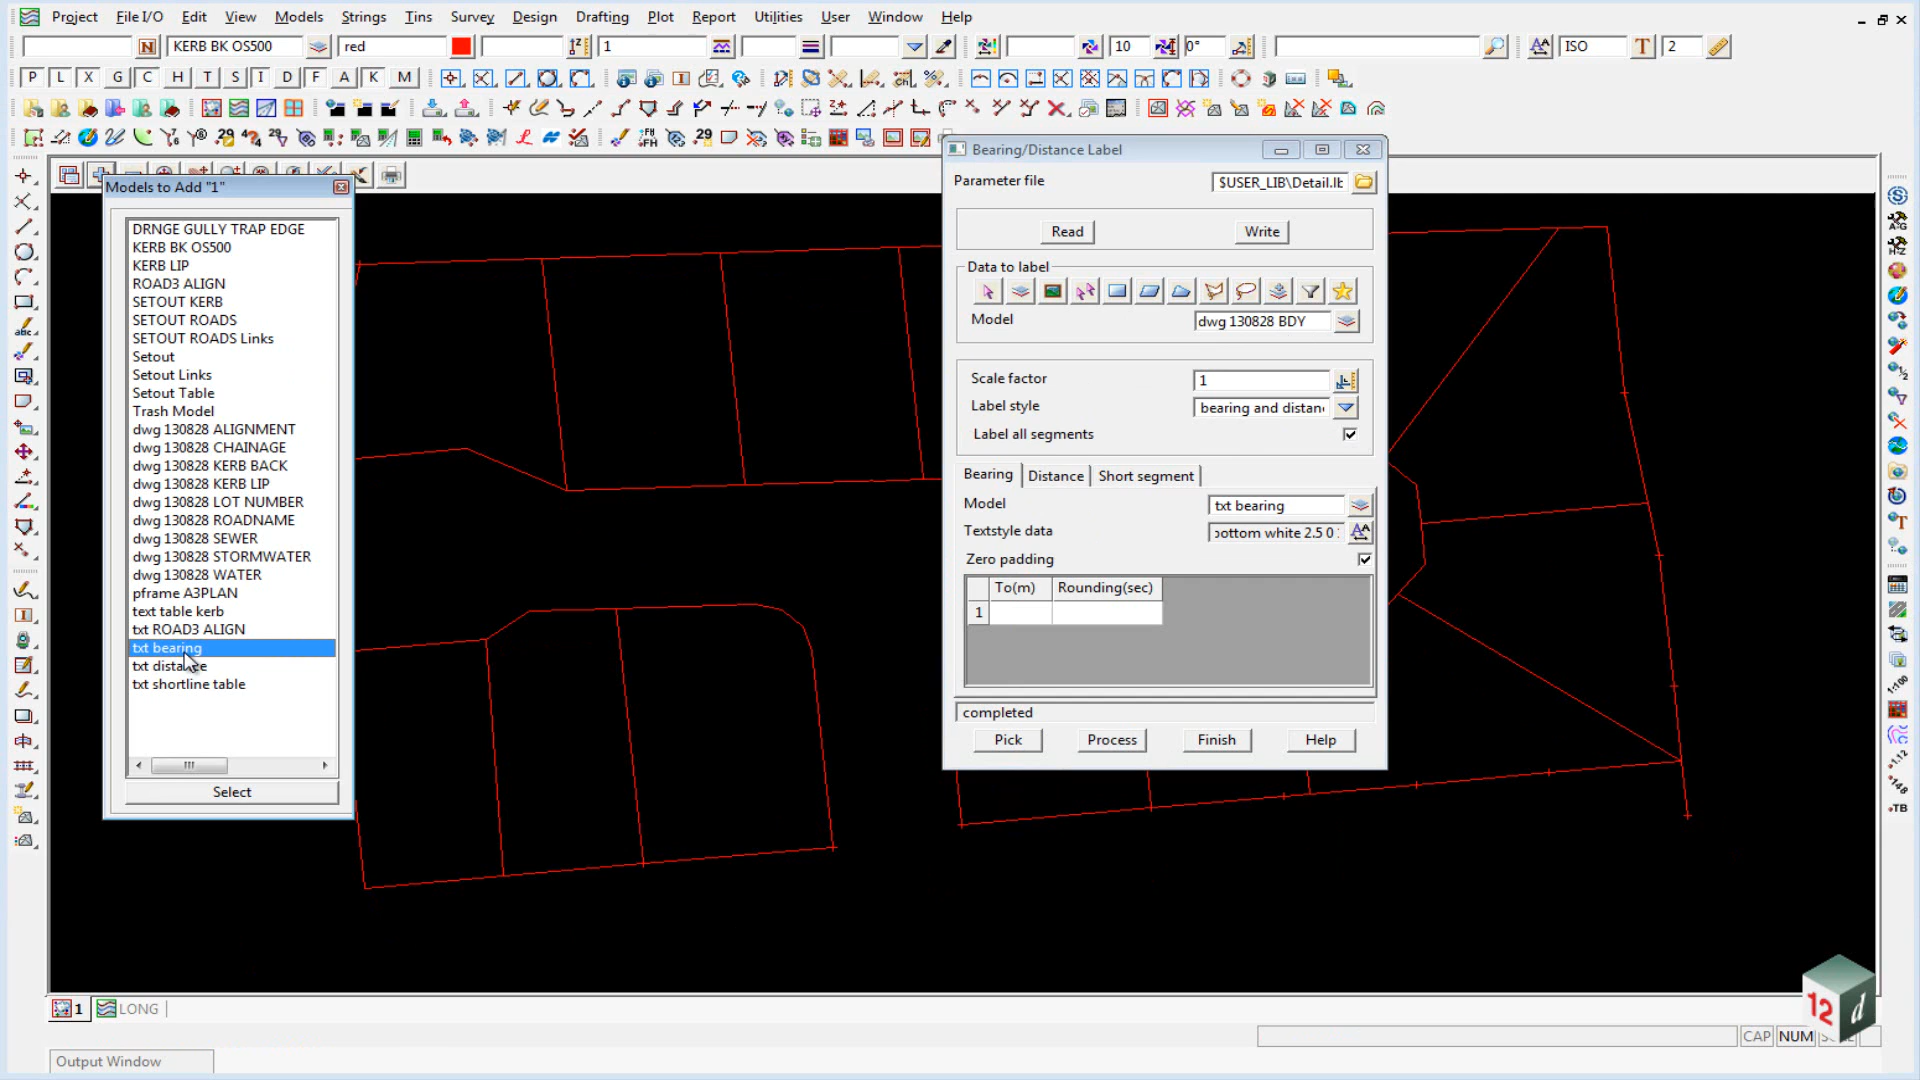 Project File I/O Edit View Models Strings Tins Survey Design Drafting Plot Report Utilities User Window Help
N KERB BK OS500 red 1 10 0° ISO T 2
P L X G C H T S I D F A K M
Models to Add "1"
DRNGE GULLY TRAP EDGE
KERB BK OS500
KERB LIP
ROAD3 ALIGN
SETOUT KERB
SETOUT ROADS
SETOUT ROADS Links
Setout
Setout Links
Setout Table
Trash Model
dwg 130828 ALIGNMENT
dwg 130828 CHAINAGE
dwg 130828 KERB BACK
dwg 130828 KERB LIP
dwg 130828 LOT NUMBER
dwg 130828 ROADNAME
dwg 130828 SEWER
dwg 130828 STORMWATER
dwg 130828 WATER
pframe A3PLAN
text table kerb
txt ROAD3 ALIGN
txt bearing
txt distance
txt shortline table
Select
Bearing/Distance Label
Parameter file $USER_LIB\Detail.lb
Read Write
Data to label
Model dwg 130828 BDY
Scale factor 1
Label style bearing and distan
Label all segments
Bearing Distance Short segment
Model txt bearing
Textstyle data bottom white 2.5 0
Zero padding
To(m) Rounding(sec)
1
completed
Pick Process Finish Help
1 LONG
12 d
CAP NUM
Output Window